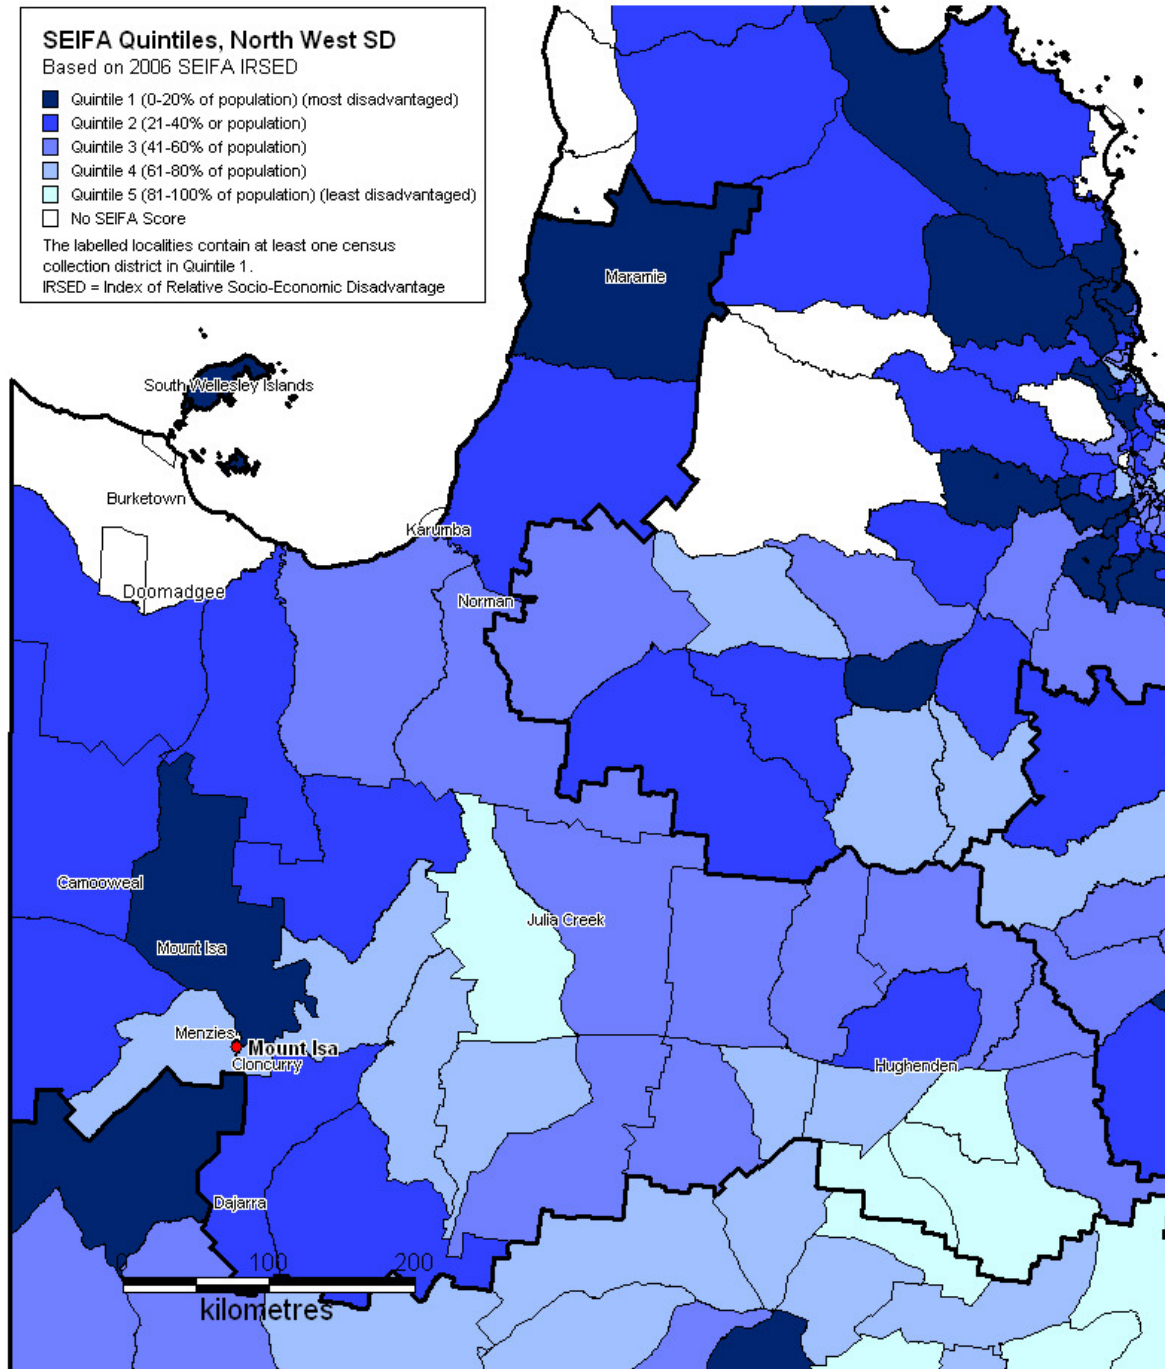 SEIFA Quintiles, North West SD
Based on 2006 SEIFA IRSED
Quintile 1 (0-20% of population) (most disadvantaged)
Quintile 2 (21-40% or population)
Quintile 3 (41-60% of population)
Quintile 4 (61-80% of population)
Quintile 5 (81-100% of population) (least disadvantaged)
No SEIFA Score
The labelled localities contain at least one census
collection district in Quintile 1.
IRSED = Index of Relative Socio-Economic Disadvantage
Maramie
South Wellesley Islands
Burketown
Karumba
Doomadgee
Norman
Camooweal
Julia Creek
Mount Isa
Menzies
Mount Isa
Cloncurry
Hughenden
Dajarra
0 100 200
kilometres